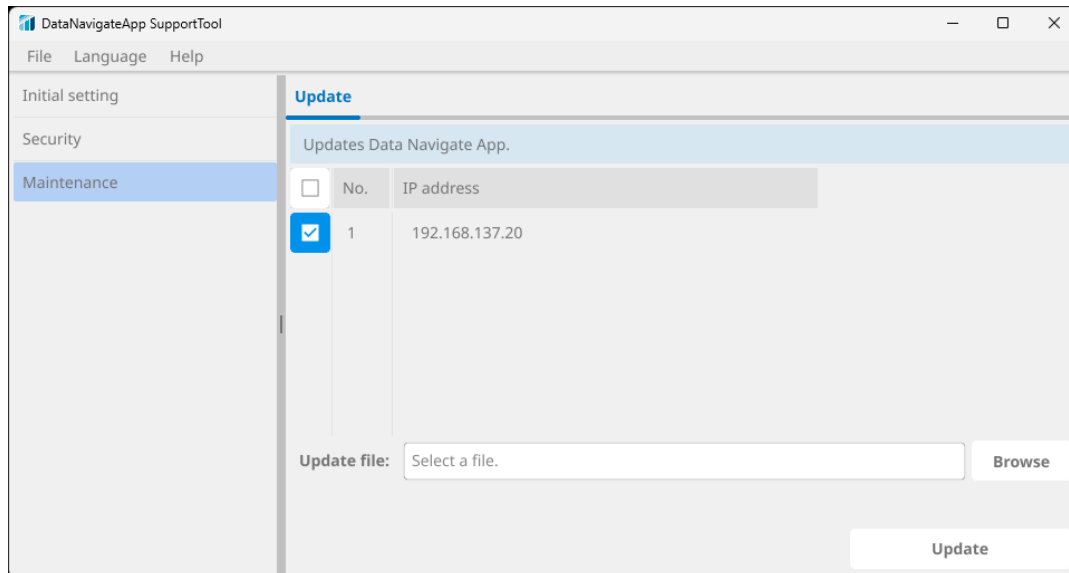 DataNavigateApp SupportTool
File Language Help
Initial setting
Security
Maintenance
Update
Updates Data Navigate App.
No. IP address
1 192.168.137.20
Update file: Select a file. Browse
Update